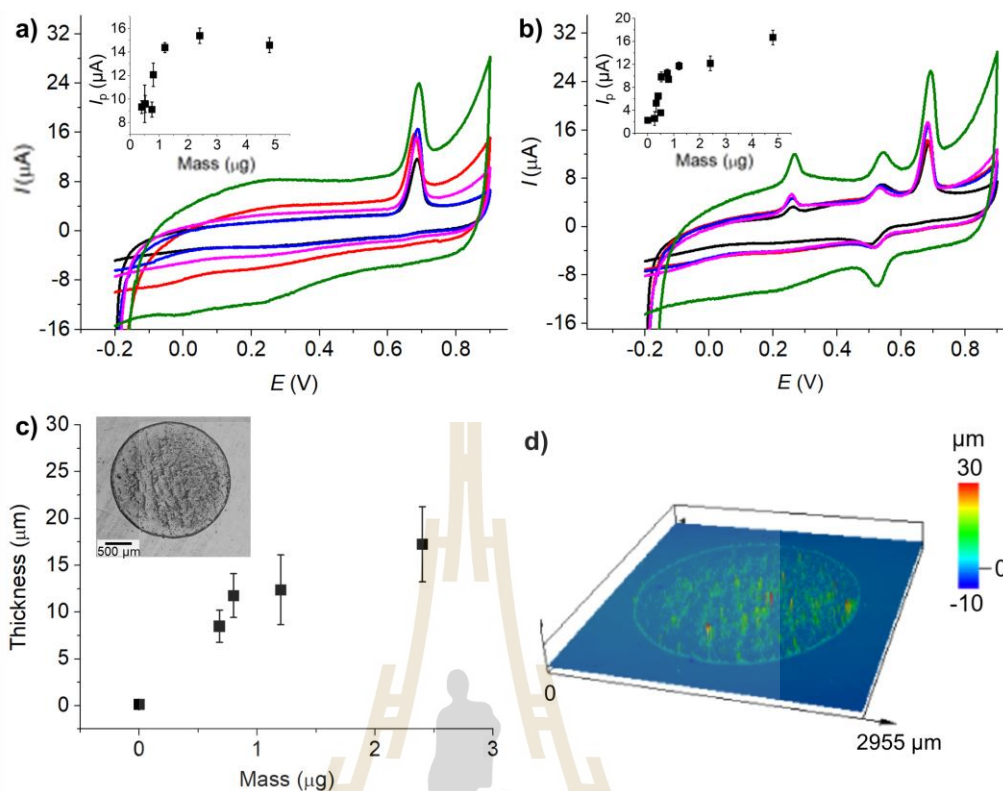 a)
32
24
16
8
0
-8
-16
I (µA)
-0.2 0.0 0.2 0.4 0.6 0.8
E (V)
16
14
12
10
8
Ip (µA)
0 1 2 3 4 5
Mass (µg)
b)
32
24
16
8
0
-8
-16
I (µA)
-0.2 0.0 0.2 0.4 0.6 0.8
E (V)
20
16
12
8
4
0
Ip (µA)
0 1 2 3 4 5
Mass (µg)
c)
30
25
20
15
10
5
0
Thickness (µm)
500 µm
0 1 2 3
Mass (µg)
d)
µm
30
0
-10
0
2955 µm